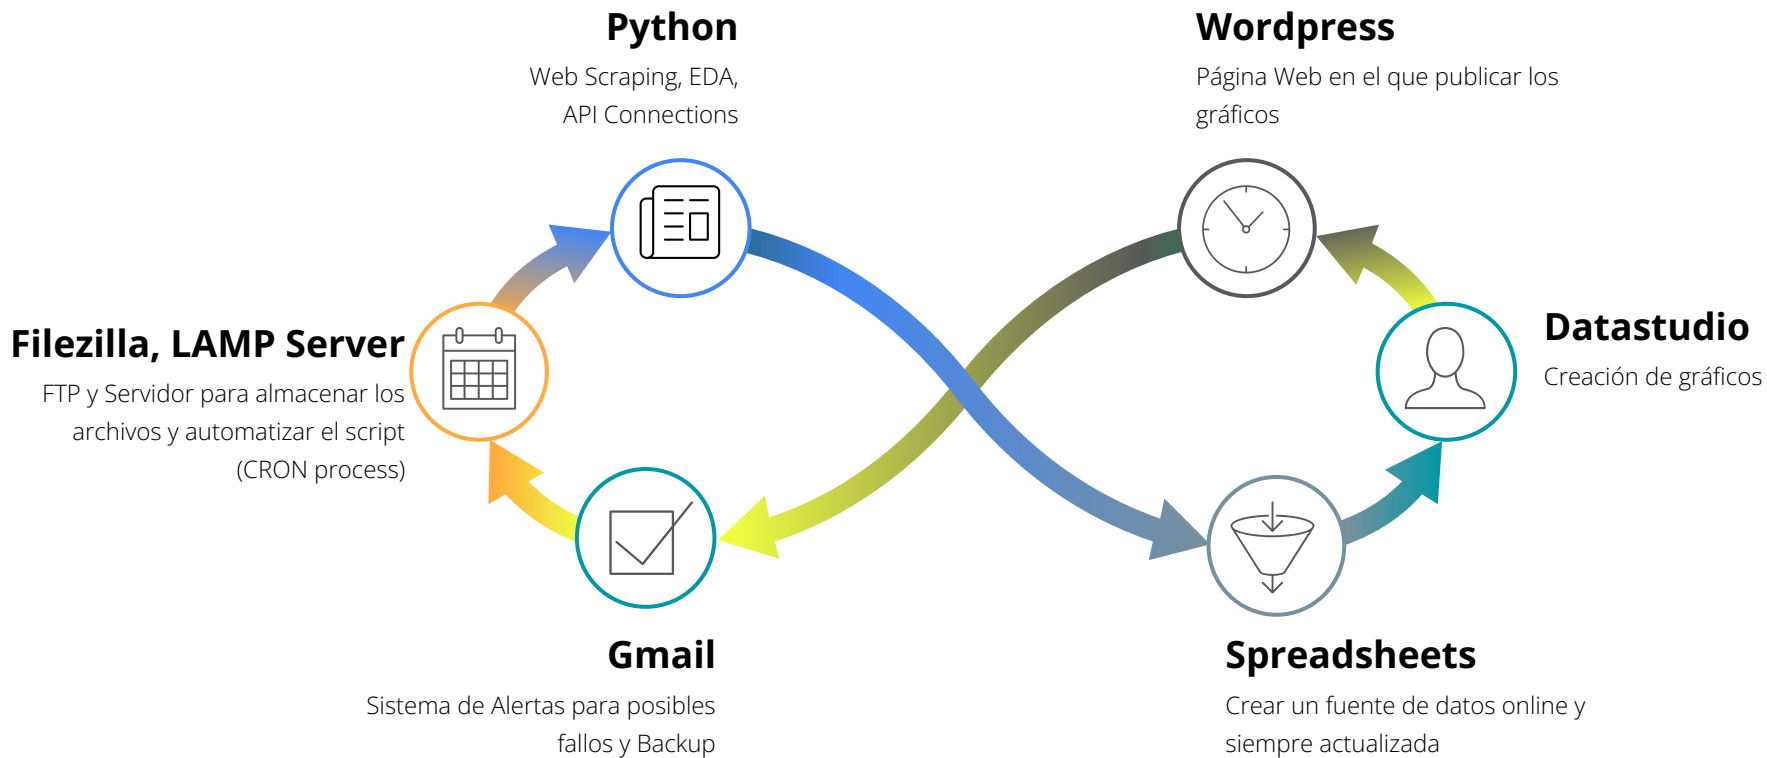 Python
Web Scraping, EDA,
API Connections
Wordpress
Página Web en el que publicar los
gráficos
Filezilla, LAMP Server
FTP y Servidor para almacenar los
archivos y automatizar el script
(CRON process)
Datastudio
Creación de gráficos
Gmail
Sistema de Alertas para posibles
fallos y Backup
Spreadsheets
Crear un fuente de datos online y
siempre actualizada